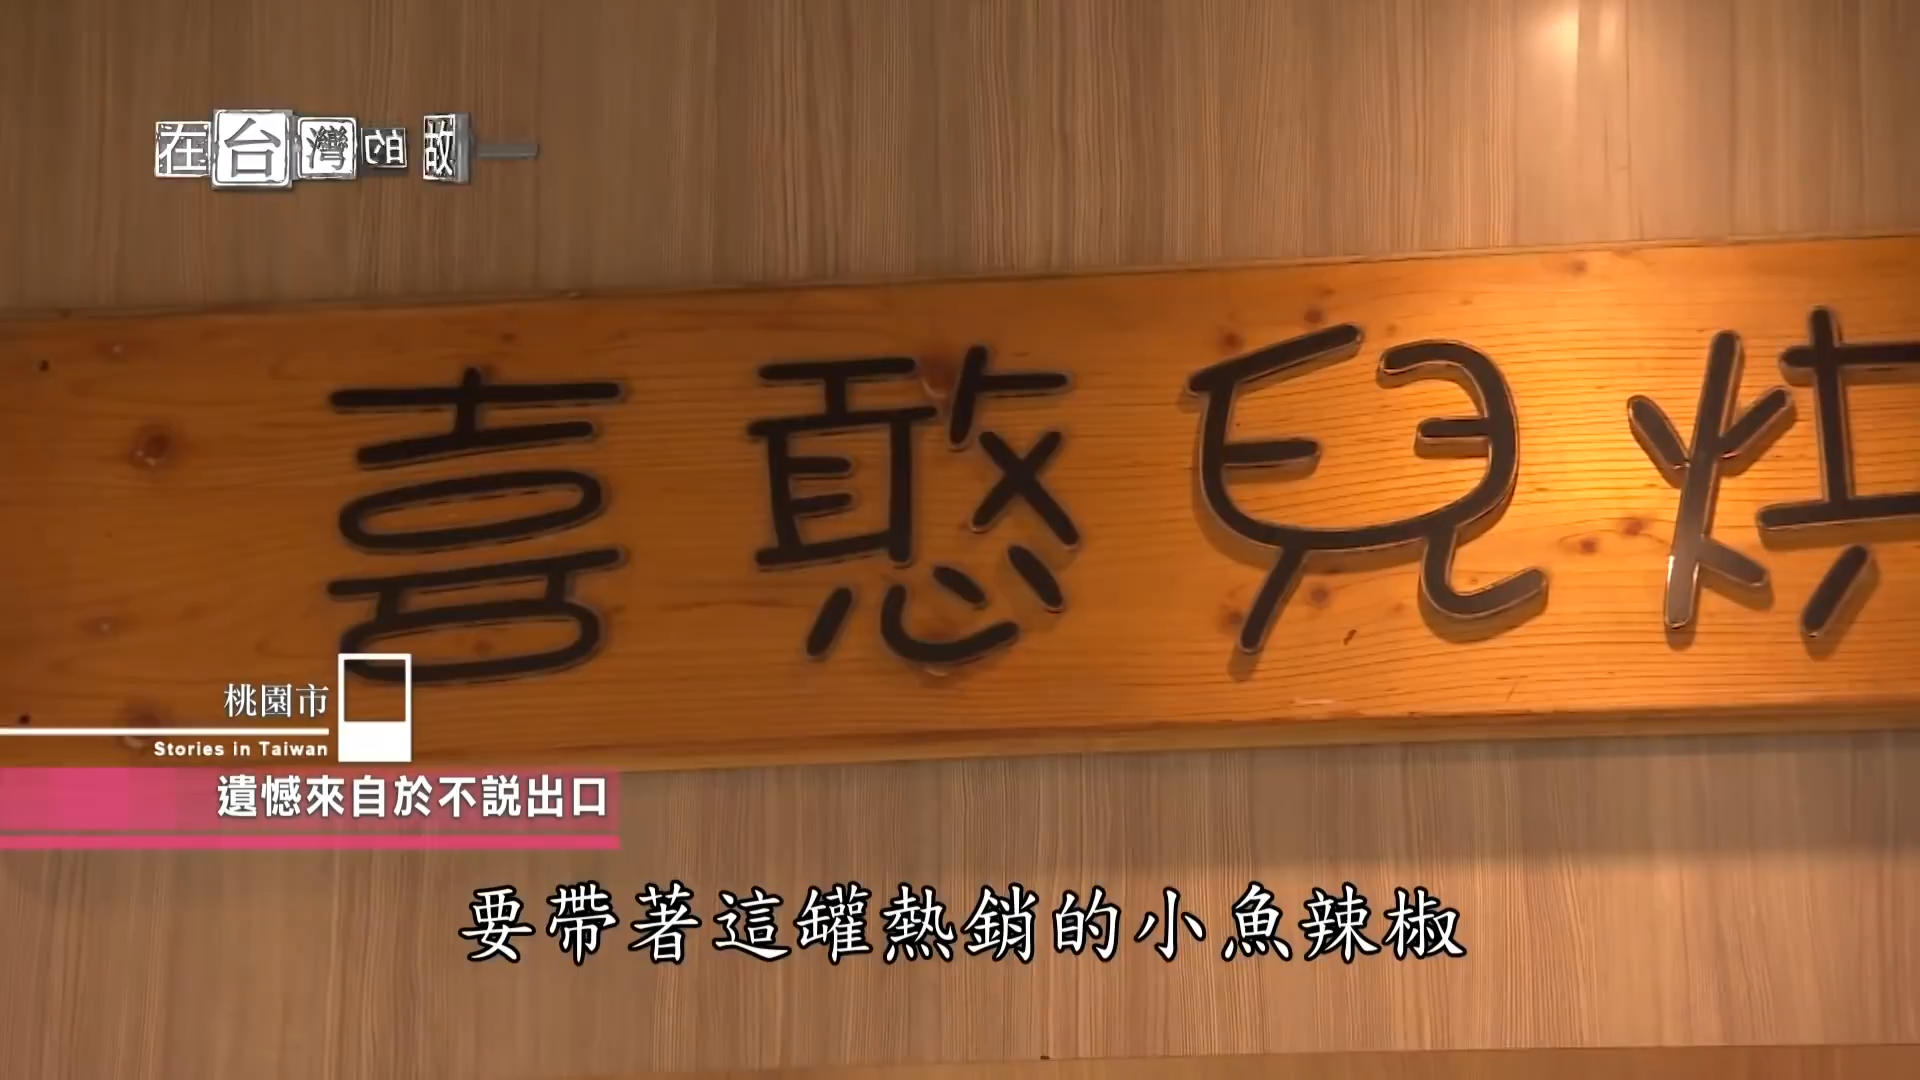 在台灣的故
喜憨兒烘
桃園市
Stories in Taiwan
遺憾來自於不說出口
要帶著這罐熱銷的小魚辣椒